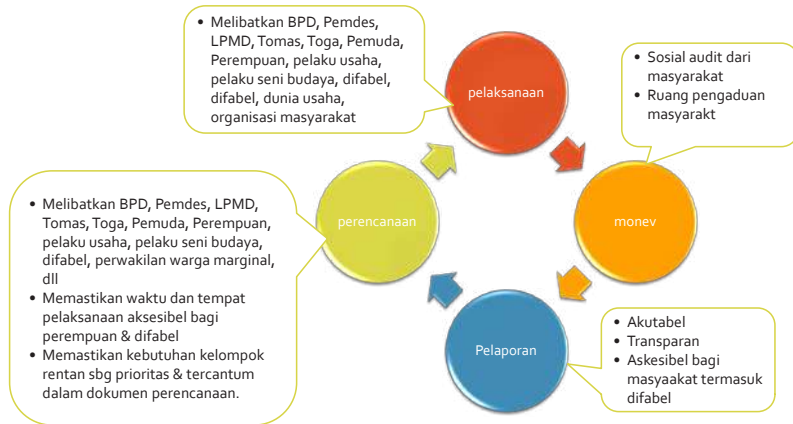 • Melibatkan BPD, Pemdes,
LPMD, Tomas, Toga, Pemuda,
Perempuan, pelaku usaha,
pelaku seni budaya, difabel,
difabel, dunia usaha,
organisasi masyarakat
pelaksanaan
• Sosial audit dari
masyarakat
• Ruang pengaduan
masyarakt
• Melibatkan BPD, Pemdes, LPMD,
Tomas, Toga, Pemuda, Perempuan,
pelaku usaha, pelaku seni budaya,
difabel, perwakilan warga marginal,
dll
• Memastikan waktu dan tempat
pelaksanaan aksesibel bagi
perempuan & difabel
• Memastikan kebutuhan kelompok
rentan sbg prioritas & tercantum
dalam dokumen perencanaan.
perencanaan
monev
Pelaporan
• Akutabel
• Transparan
• Askesibel bagi
masyaakat termasuk
difabel